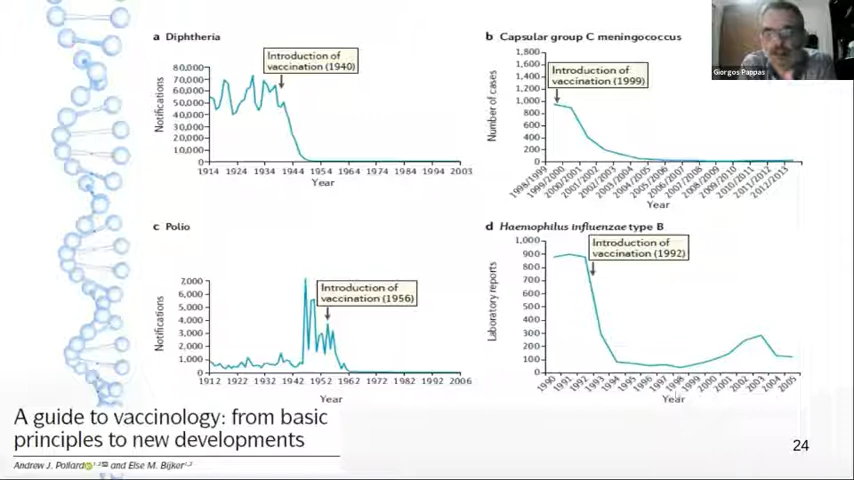 Giorgos Pappas
a Diphtheria
Introduction of
vaccination (1940)
Notifications
80,000
70,000
60,000
50,000
40,000
30,000
20,000
10,000
0
1914 1924 1934 1944 1954 1964 1974 1984 1994 2003
Year
b Capsular group C meningococcus
Introduction of
vaccination (1999)
Number of cases
1,800
1,600
1,400
1,200
1,000
800
600
400
200
0
1998/1999 1999/2000 2000/2001 2001/2002 2002/2003 2003/2004 2004/2005 2005/2006 2006/2007 2007/2008 2008/2009 2009/2010 2010/2011 2011/2012 2012/2013
Year
c Polio
Introduction of
vaccination (1956)
Notifications
7,000
6,000
5,000
4,000
3,000
2,000
1,000
0
1912 1922 1932 1942 1952 1962 1972 1982 1992 2006
Year
d Haemophilus influenzae type B
Introduction of
vaccination (1992)
Laboratory reports
1,000
900
800
700
600
500
400
300
200
100
0
1990 1991 1992 1993 1994 1995 1996 1997 1998 1999 2000 2001 2002 2003 2004 2005
Year
A guide to vaccinology: from basic
principles to new developments
Andrew J. Pollard and Else M. Bijker
24